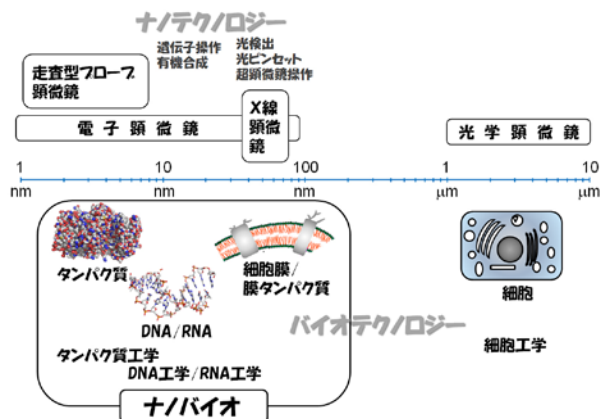 ナノテクノロジー
遺伝子操作
有機合成
光検出
光ピンセット
超顕微鏡操作
走査型プローブ
顕微鏡
X線
顕微
鏡
電子顕微鏡
光学顕微鏡
1 10 100 1 10
nm nm nm μm μm
タンパク質
細胞膜/
膜タンパク質
細胞
DNA/RNA
バイオテクノロジー
細胞工学
タンパク質工学
DNA工学/RNA工学
ナノバイオ